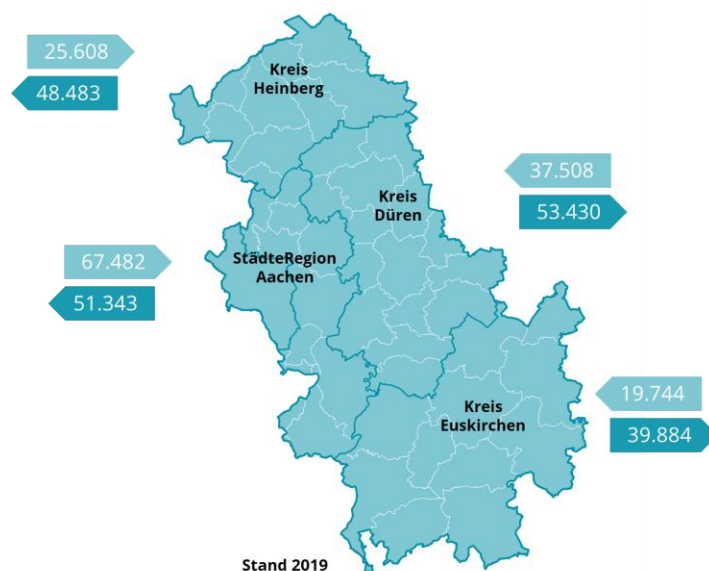 25.608
48.483
Kreis
Heinberg
37.508
53.430
Kreis
Düren
67.482
51.343
StädteRegion
Aachen
19.744
39.884
Kreis
Euskirchen
Stand 2019